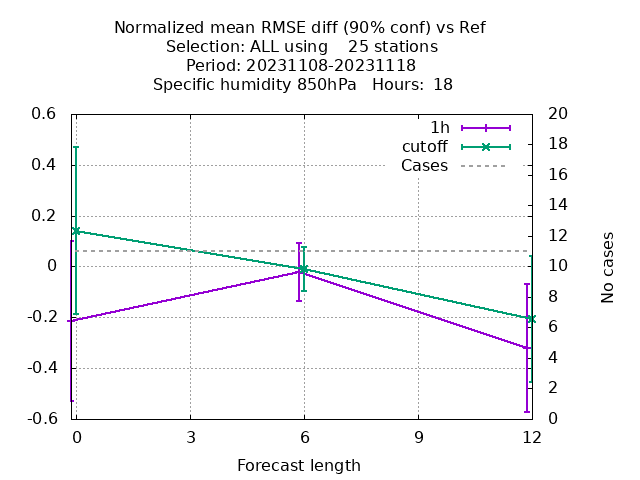 Normalized mean RMSE diff (90% conf) vs Ref
Selection: ALL using    25 stations
Period: 20231108-20231118
Specific humidity 850hPa   Hours:  18
0.6
0.4
0.2
0
-0.2
-0.4
-0.6
1h
cutoff
Cases
20
18
16
14
12
10
8
6
4
2
0
No cases
0
3
6
9
12
Forecast length